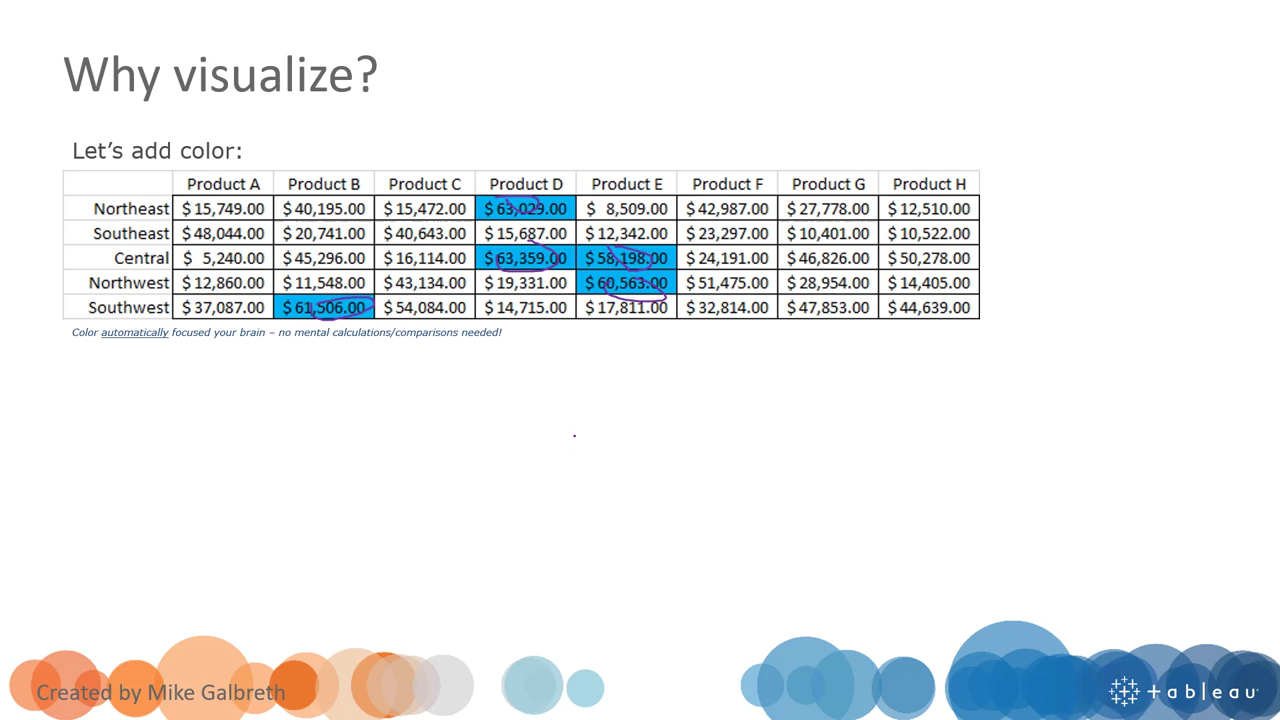 Why visualize?
Let’s add color:
Product A Product B Product C Product D Product E Product F Product G Product H
Northeast $ 15,749.00 $ 40,195.00 $ 15,472.00 $ 63,029.00 $ 8,509.00 $ 42,987.00 $ 27,778.00 $ 12,510.00
Southeast $ 48,044.00 $ 20,741.00 $ 40,643.00 $ 15,687.00 $ 12,342.00 $ 23,297.00 $ 10,401.00 $ 10,522.00
Central $ 5,240.00 $ 45,296.00 $ 16,114.00 $ 63,359.00 $ 58,198.00 $ 24,191.00 $ 46,826.00 $ 50,278.00
Northwest $ 12,860.00 $ 11,548.00 $ 43,134.00 $ 19,331.00 $ 60,563.00 $ 51,475.00 $ 28,954.00 $ 14,405.00
Southwest $ 37,087.00 $ 61,506.00 $ 54,084.00 $ 14,715.00 $ 17,811.00 $ 32,814.00 $ 47,853.00 $ 44,639.00
Color automatically focused your brain – no mental calculations/comparisons needed!
Created by Mike Galbreth
tableau